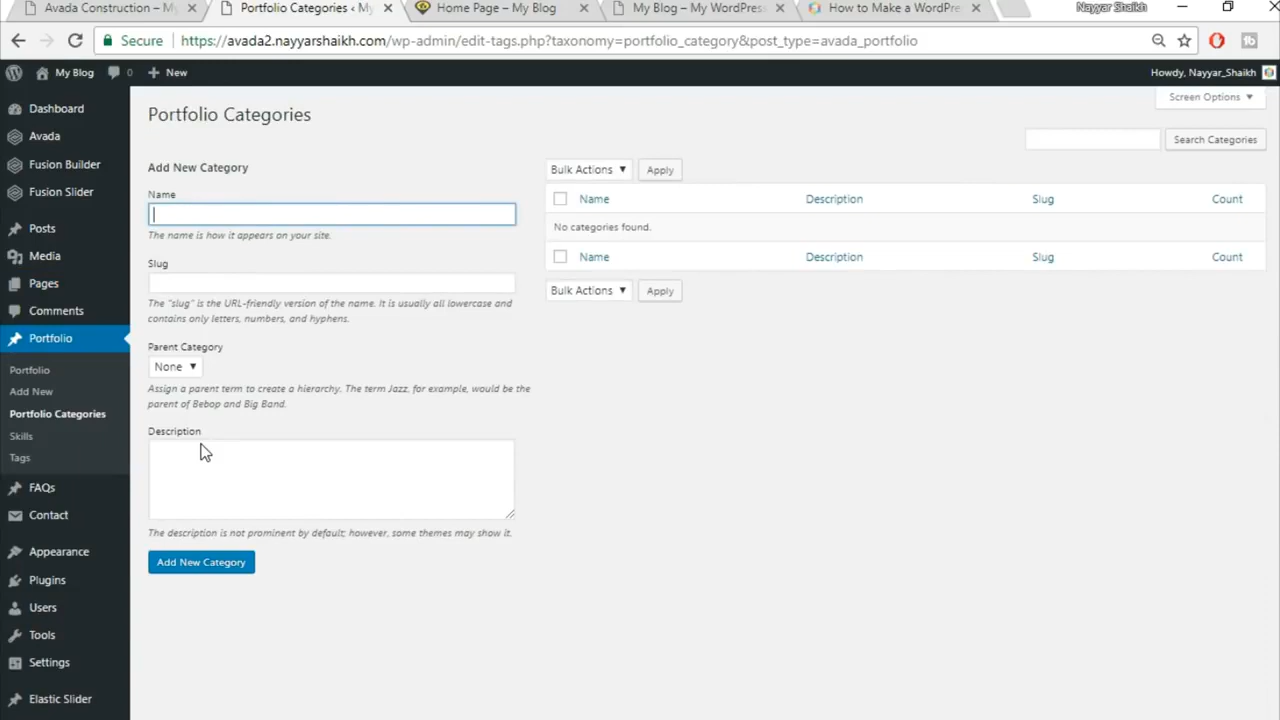 Avada Construction – M
Portfolio Categories ‹ My
Home Page – My Blog
My Blog – My WordPress
How to Make a WordPre
Nayyar Shaikh
Secure
https://avada2.nayyarshaikh.com/wp-admin/edit-tags.php?taxonomy=portfolio_category&post_type=avada_portfolio
My Blog
0
New
Howdy, Nayyar_Shaikh
Dashboard
Avada
Fusion Builder
Fusion Slider
Posts
Media
Pages
Comments
Portfolio
Portfolio
Add New
Portfolio Categories
Skills
Tags
FAQs
Contact
Appearance
Plugins
Users
Tools
Settings
Elastic Slider
Screen Options ▼
Portfolio Categories
Search Categories
Add New Category
Name
The name is how it appears on your site.
Slug
The "slug" is the URL-friendly version of the name. It is usually all lowercase and
contains only letters, numbers, and hyphens.
Parent Category
None ▼
Assign a parent term to create a hierarchy. The term Jazz, for example, would be the
parent of Bebop and Big Band.
Description
The description is not prominent by default; however, some themes may show it.
Add New Category
Bulk Actions ▼ Apply
Name Description Slug Count
No categories found.
Name Description Slug Count
Bulk Actions ▼ Apply